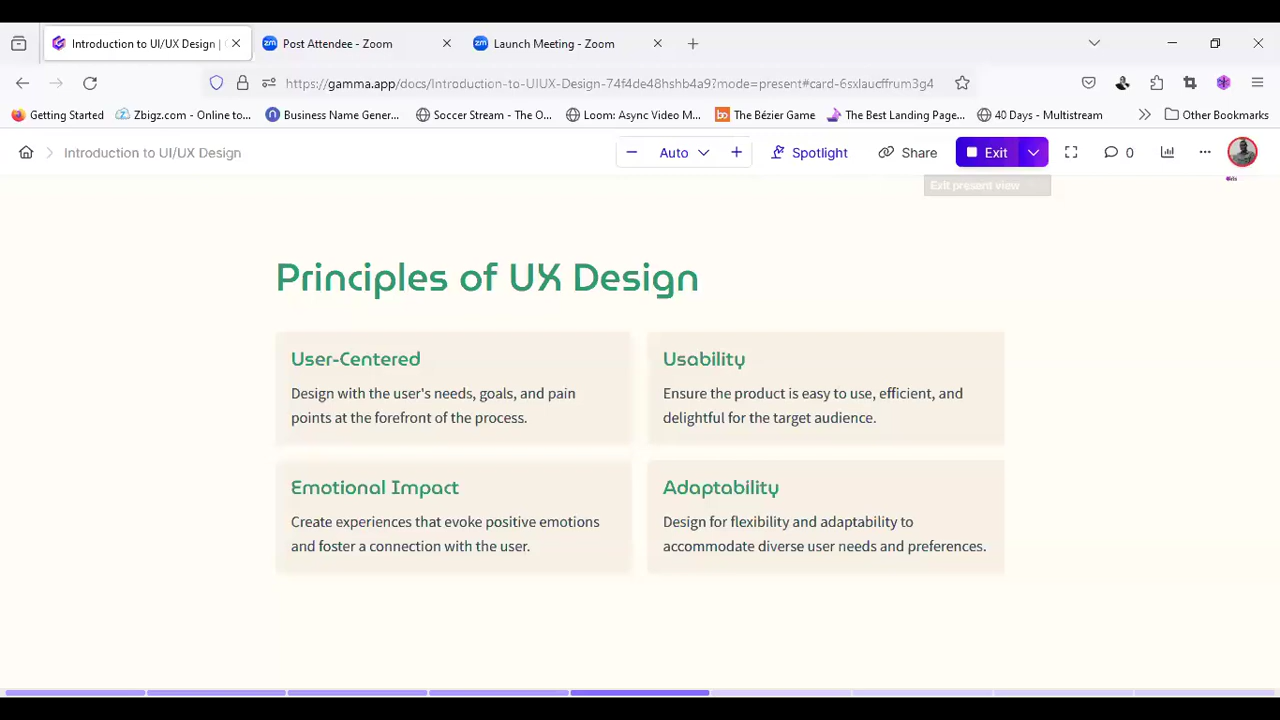 Introduction to UI/UX Design |
Post Attendee - Zoom
Launch Meeting - Zoom
https://gamma.app/docs/Introduction-to-UIUX-Design-74f4de48hshb4a9?mode=present#card-6sxlaucffrum3g4
Getting Started
Zbigz.com - Online to...
Business Name Gener...
Soccer Stream - The O...
Loom: Async Video M...
The Bézier Game
The Best Landing Page...
40 Days - Multistream
Other Bookmarks
Introduction to UI/UX Design
Auto
Spotlight
Share
Exit
0
Exit present view
Principles of UX Design
User-Centered
Design with the user's needs, goals, and pain
points at the forefront of the process.
Usability
Ensure the product is easy to use, efficient, and
delightful for the target audience.
Emotional Impact
Create experiences that evoke positive emotions
and foster a connection with the user.
Adaptability
Design for flexibility and adaptability to
accommodate diverse user needs and preferences.